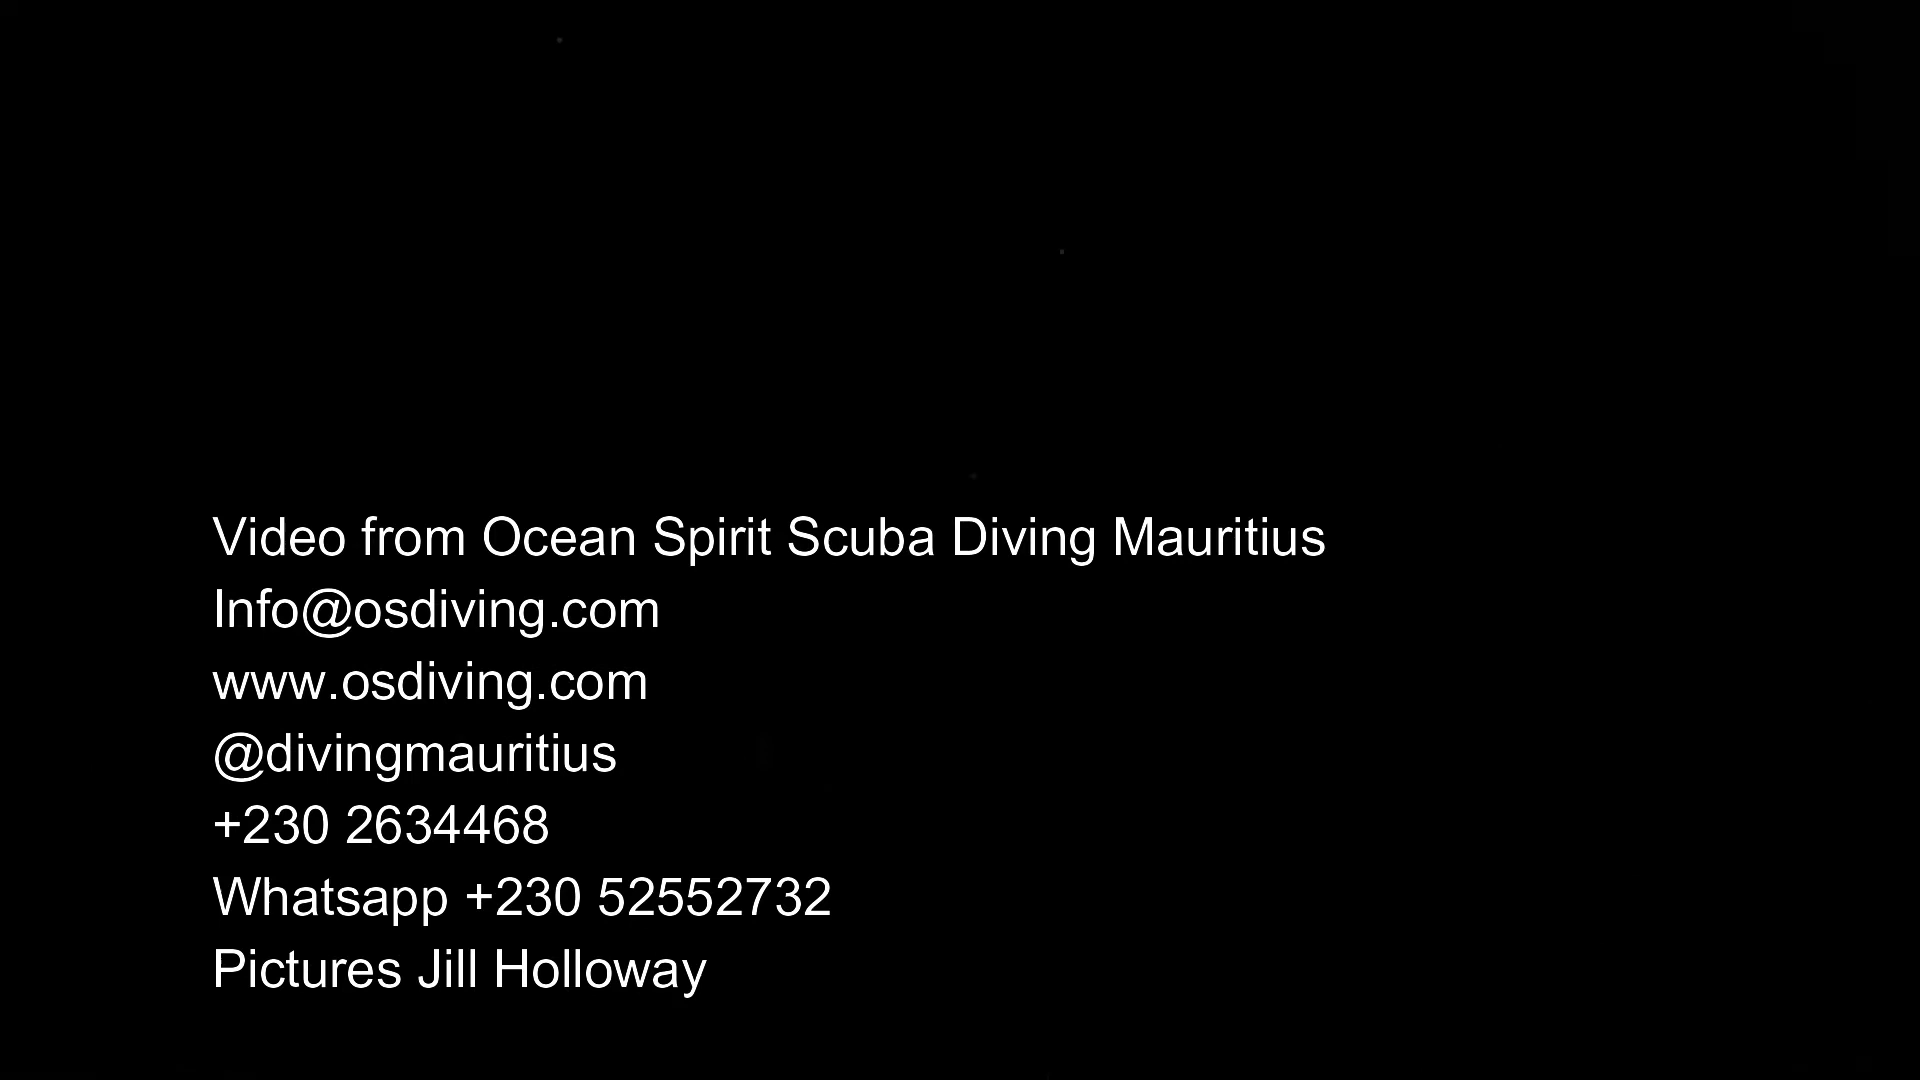 Video from Ocean Spirit Scuba Diving Mauritius
Info@osdiving.com
www.osdiving.com
@divingmauritius
+230 2634468
Whatsapp +230 52552732
Pictures Jill Holloway